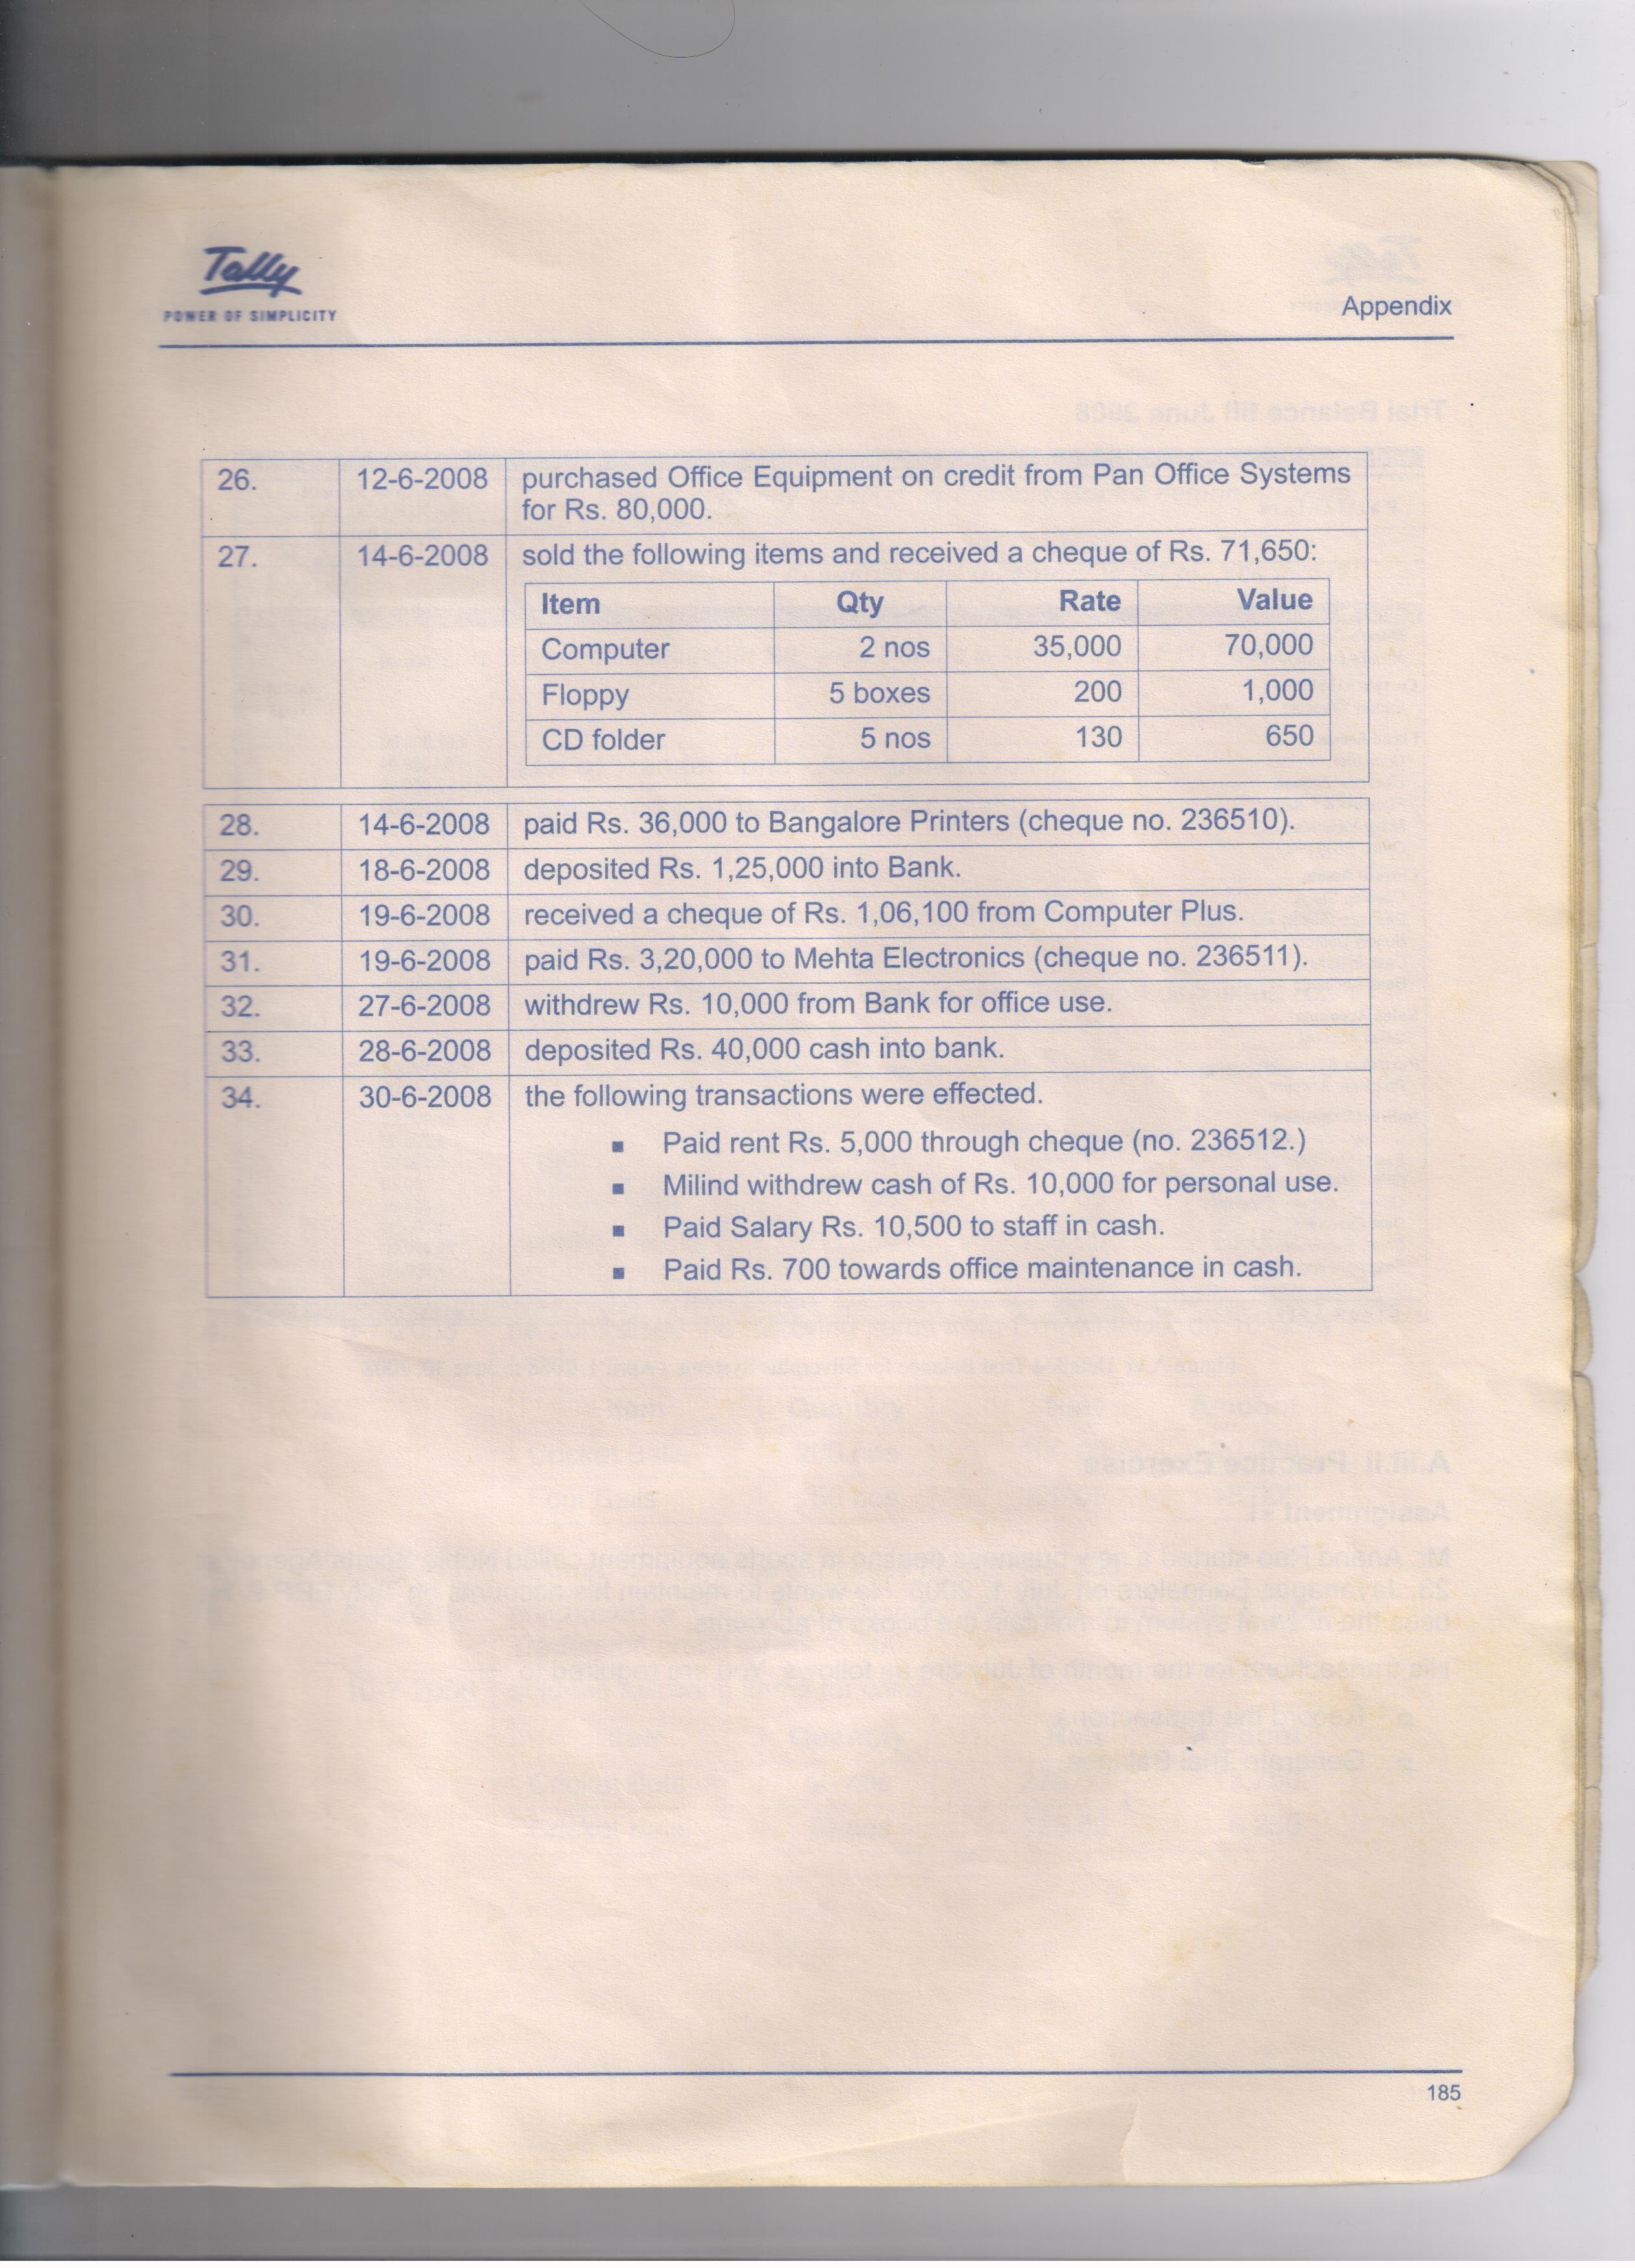 Tally
POWER OF SIMPLICITY
Appendix
26. 12-6-2008 purchased Office Equipment on credit from Pan Office Systems
for Rs. 80,000.
27. 14-6-2008 sold the following items and received a cheque of Rs. 71,650:
Item Qty Rate Value
Computer 2 nos 35,000 70,000
Floppy 5 boxes 200 1,000
CD folder 5 nos 130 650
28. 14-6-2008 paid Rs. 36,000 to Bangalore Printers (cheque no. 236510).
29. 18-6-2008 deposited Rs. 1,25,000 into Bank.
30. 19-6-2008 received a cheque of Rs. 1,06,100 from Computer Plus.
31. 19-6-2008 paid Rs. 3,20,000 to Mehta Electronics (cheque no. 236511).
32. 27-6-2008 withdrew Rs. 10,000 from Bank for office use.
33. 28-6-2008 deposited Rs. 40,000 cash into bank.
34. 30-6-2008 the following transactions were effected.
▪ Paid rent Rs. 5,000 through cheque (no. 236512.)
▪ Milind withdrew cash of Rs. 10,000 for personal use.
▪ Paid Salary Rs. 10,500 to staff in cash.
▪ Paid Rs. 700 towards office maintenance in cash.
185